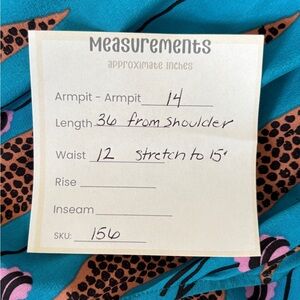 Measurements
approximate inches
Armpit - Armpit 14
Length 36 from Shoulder
Waist 12 stretch to 15"
Rise
Inseam
SKU: 156